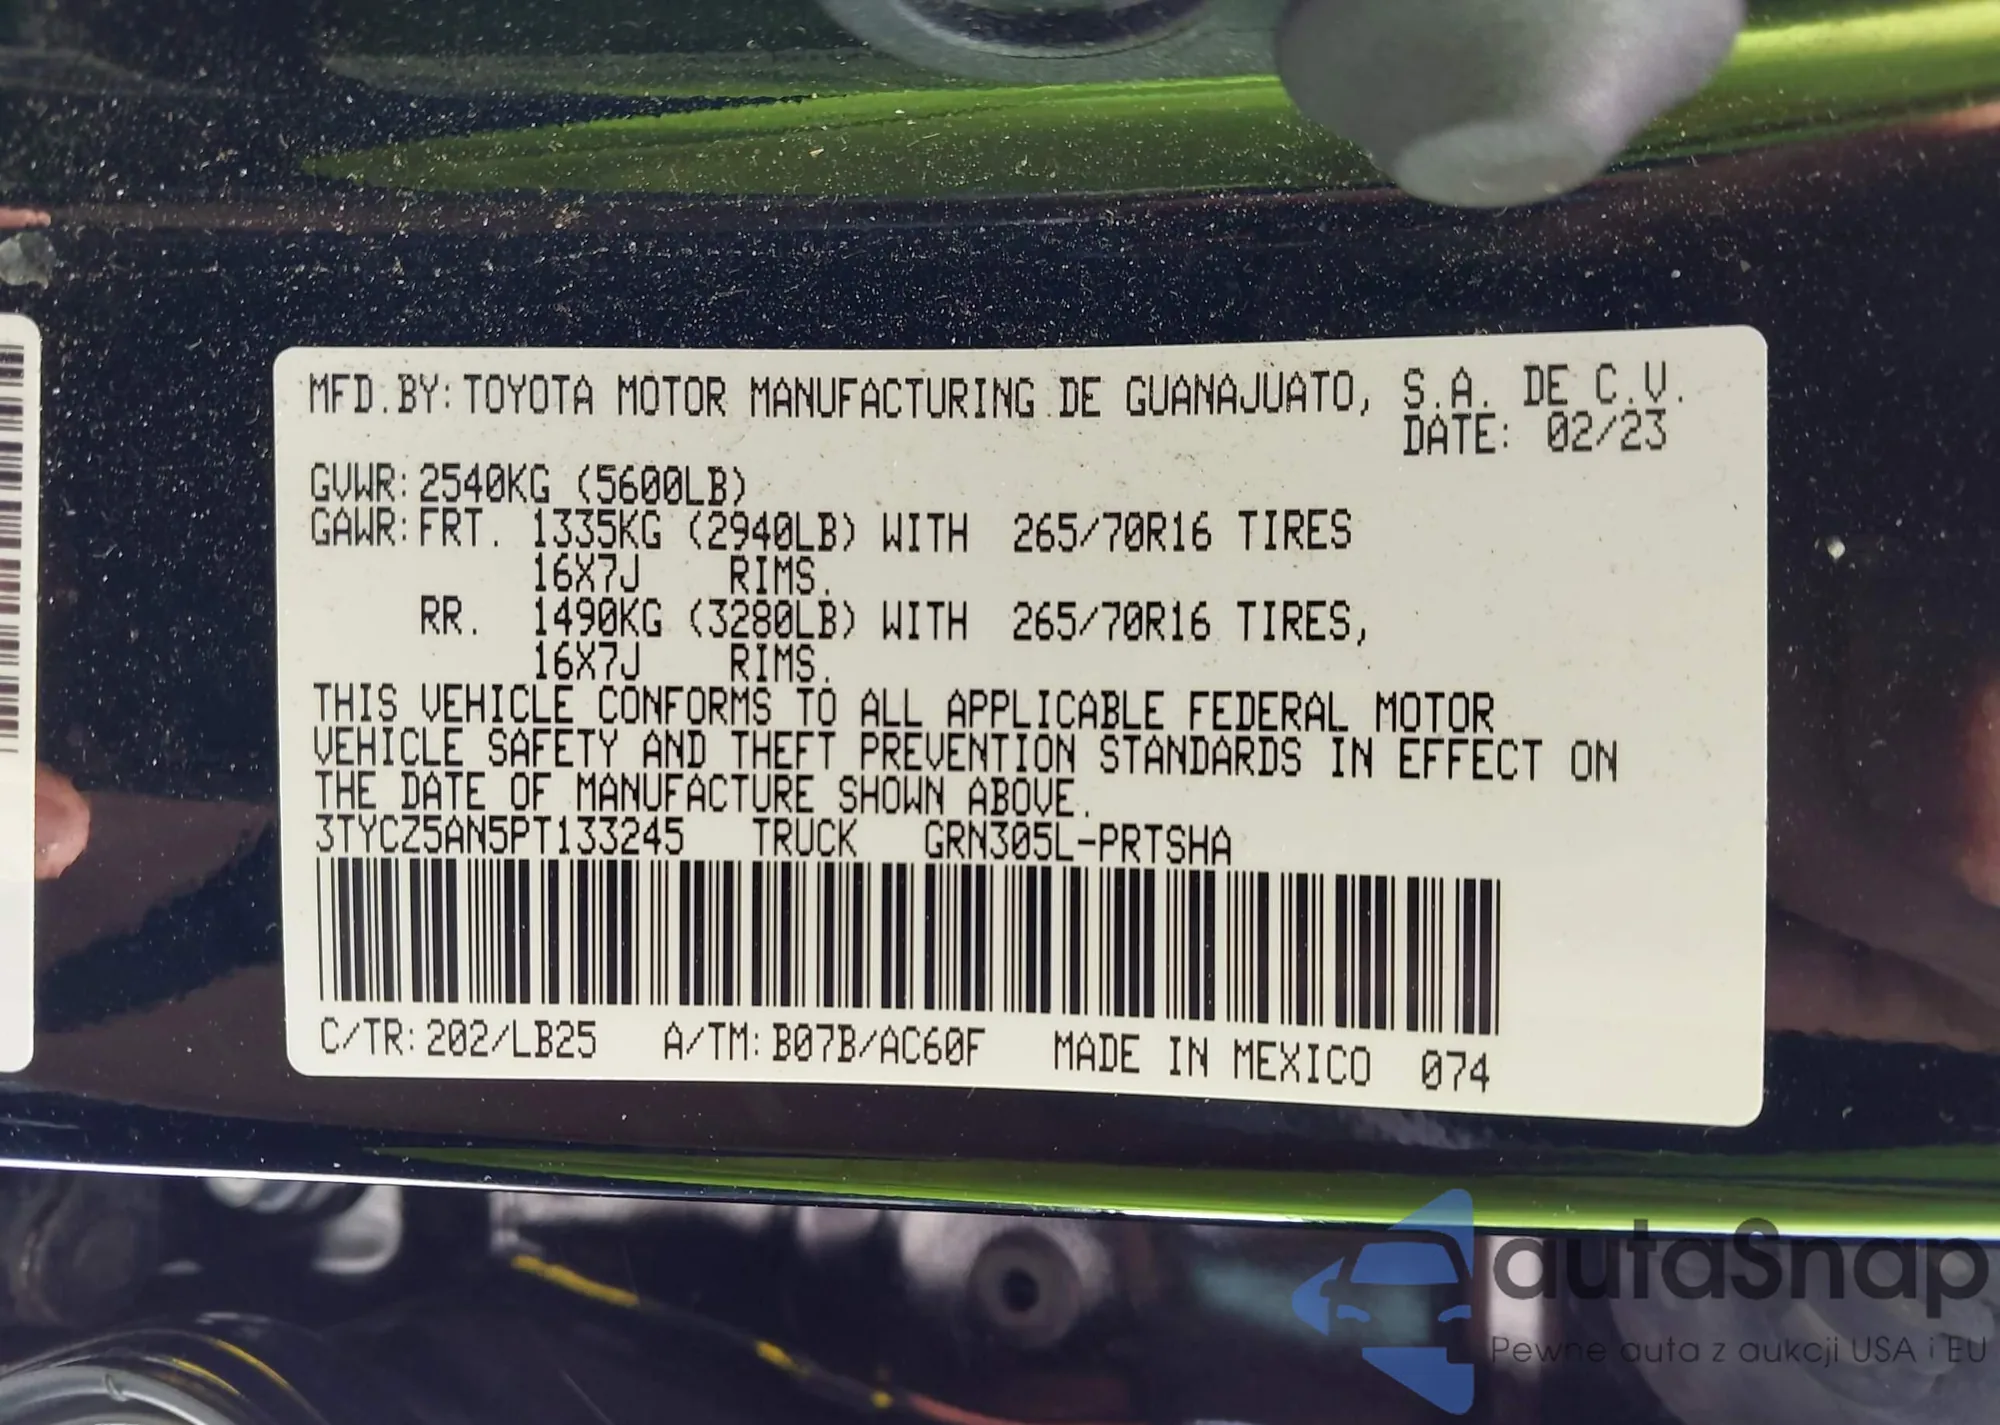 MFD.BY:TOYOTA MOTOR MANUFACTURING DE GUANAJUATO, S.A. DE C.V.
DATE: 02/23
GVWR:2540KG (5600LB)
GAWR:FRT. 1335KG (2940LB) WITH 265/70R16 TIRES
16X7J RIMS.
RR. 1490KG (3280LB) WITH 265/70R16 TIRES,
16X7J RIMS.
THIS VEHICLE CONFORMS TO ALL APPLICABLE FEDERAL MOTOR
VEHICLE SAFETY AND THEFT PREVENTION STANDARDS IN EFFECT ON
THE DATE OF MANUFACTURE SHOWN ABOVE.
3TYCZ5AN5PT133245 TRUCK GRN305L-PRTSHA
C/TR:202/LB25 A/TM:B07B/AC60F MADE IN MEXICO 074
autaSnap
Pewne auta z aukcji USA i EU